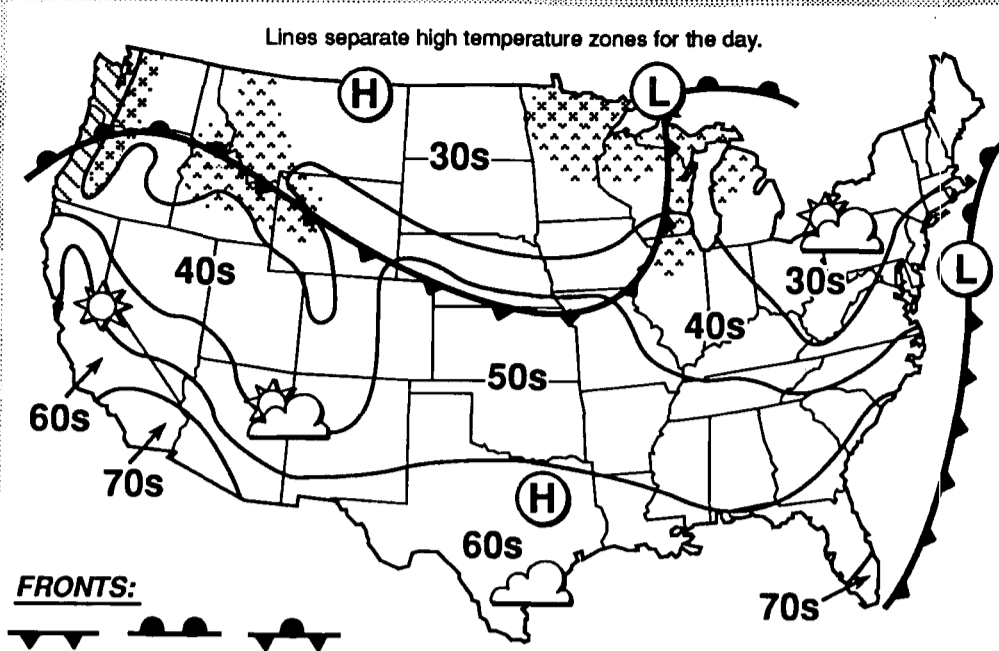 Lines separate high temperature zones for the day.
H
L
30s
40s
30s
L
40s
50s
60s
70s
H
60s
70s
FRONTS: